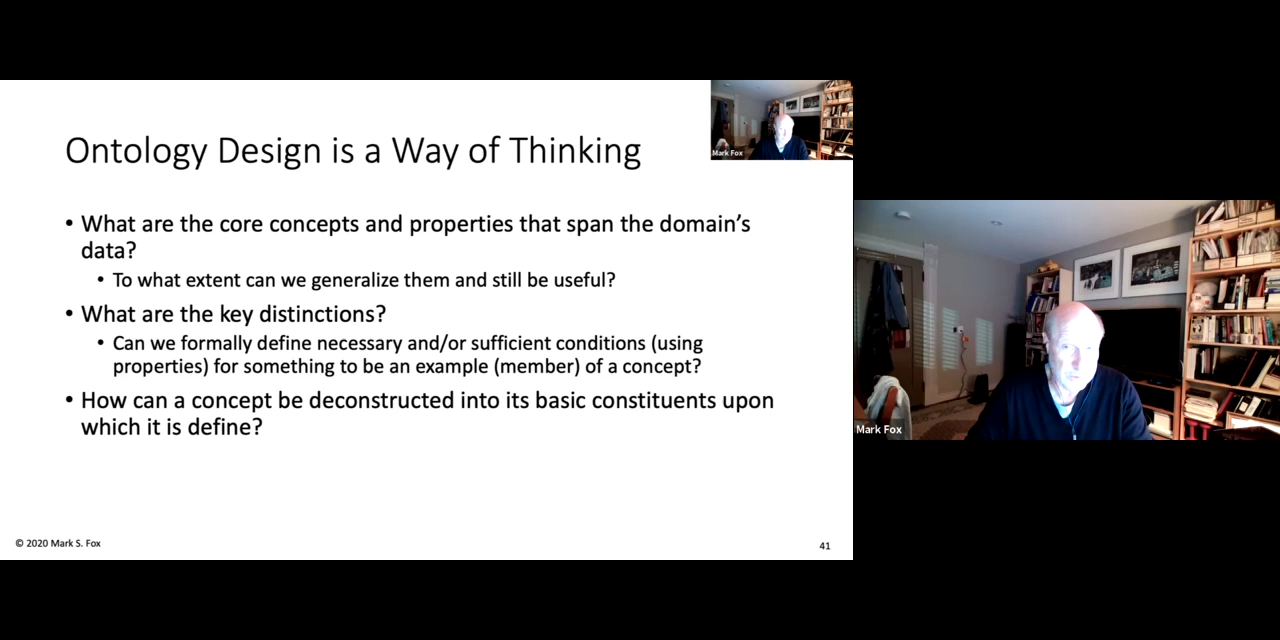 Mark Fox
Ontology Design is a Way of Thinking
• What are the core concepts and properties that span the domain's
data?
• To what extent can we generalize them and still be useful?
• What are the key distinctions?
• Can we formally define necessary and/or sufficient conditions (using
properties) for something to be an example (member) of a concept?
• How can a concept be deconstructed into its basic constituents upon
which it is define?
© 2020 Mark S. Fox
41
Mark Fox